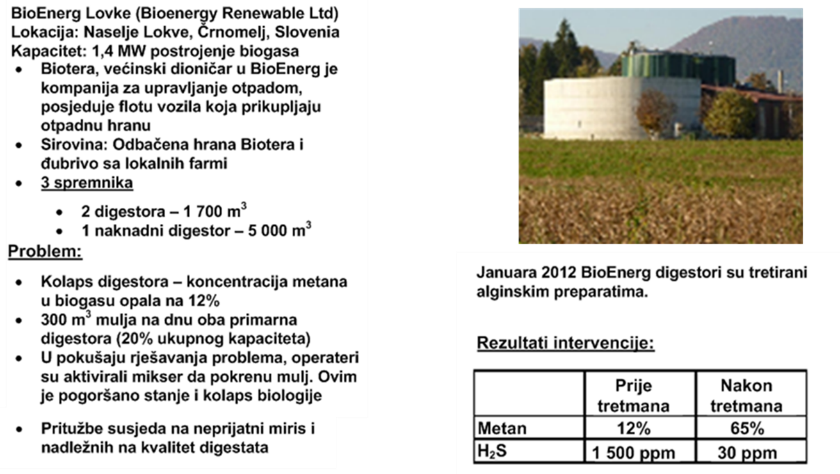 BioEnerg Lovke (Bioenergy Renewable Ltd)
Lokacija: Naselje Lokve, Črnomelj, Slovenia
Kapacitet: 1,4 MW postrojenje biogasa
• Biotera, većinski dioničar u BioEnerg je
kompanija za upravljanje otpadom,
posjeduje flotu vozila koja prikupljaju
otpadnu hranu
• Sirovina: Odbačena hrana Biotera i
đubrivo sa lokalnih farmi
• 3 spremnika
• 2 digestora – 1 700 m³
• 1 naknadni digestor – 5 000 m³
Problem:
• Kolaps digestora – koncentracija metana
u biogasu opala na 12%
• 300 m³ mulja na dnu oba primarna
digestora (20% ukupnog kapaciteta)
• U pokušaju rješavanja problema, operateri
su aktivirali mikser da pokrenu mulj. Ovim
je pogoršano stanje i kolaps biologije
• Pritužbe susjeda na neprijatni miris i
nadležnih na kvalitet digestata
Januara 2012 BioEnerg digestori su tretirani
alginskim preparatima.
Rezultati intervencije:
Prije tretmana Nakon tretmana
Metan 12% 65%
H₂S 1 500 ppm 30 ppm